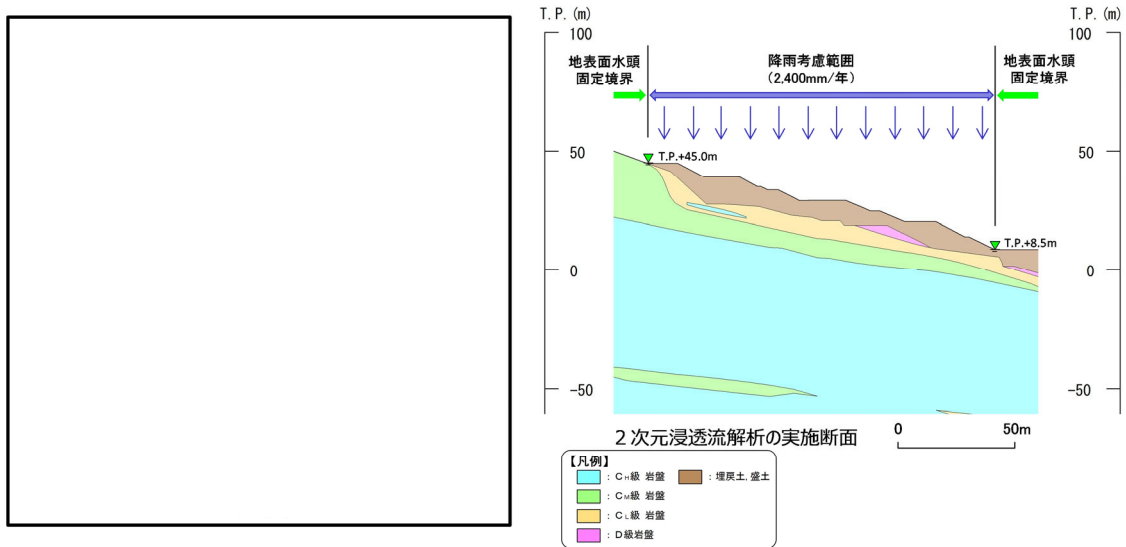 T.P.(m)
T.P.(m)
100
100
地表面水頭
固定境界
降雨考慮範囲
(2,400mm/年)
地表面水頭
固定境界
50
T.P.+45.0m
50
T.P.+8.5m
0
0
-50
-50
2次元浸透流解析の実施断面
0
50m
【凡例】
:CH級 岩盤
:埋戻土,盛土
:CM級 岩盤
:CL級 岩盤
:D級岩盤